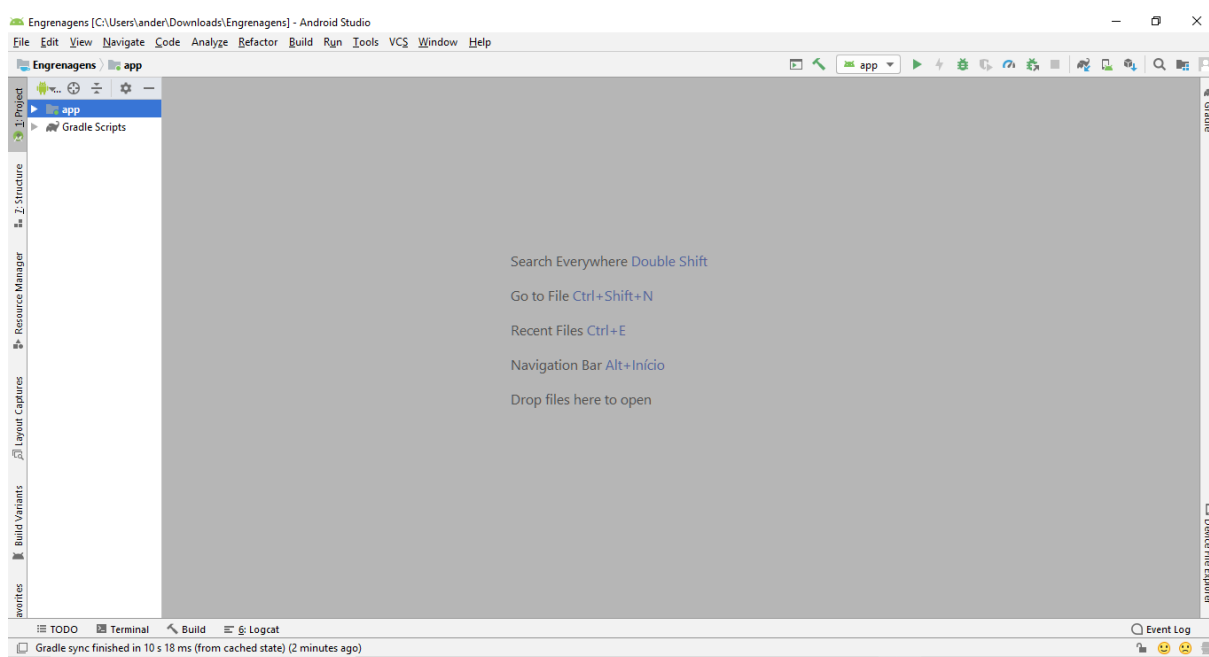 Engrenagens [C:\Users\ander\Downloads\Engrenagens] - Android Studio
File Edit View Navigate Code Analyze Refactor Build Run Tools VCS Window Help
Engrenagens app
app
1: Project
app
Gradle Scripts
Gradle
7: Structure
Resource Manager
Search Everywhere Double Shift
Go to File Ctrl+Shift+N
Recent Files Ctrl+E
Navigation Bar Alt+Início
Drop files here to open
Layout Captures
Build Variants
Device File Explorer
avorites
TODO Terminal Build 6: Logcat Event Log
Gradle sync finished in 10 s 18 ms (from cached state) (2 minutes ago)